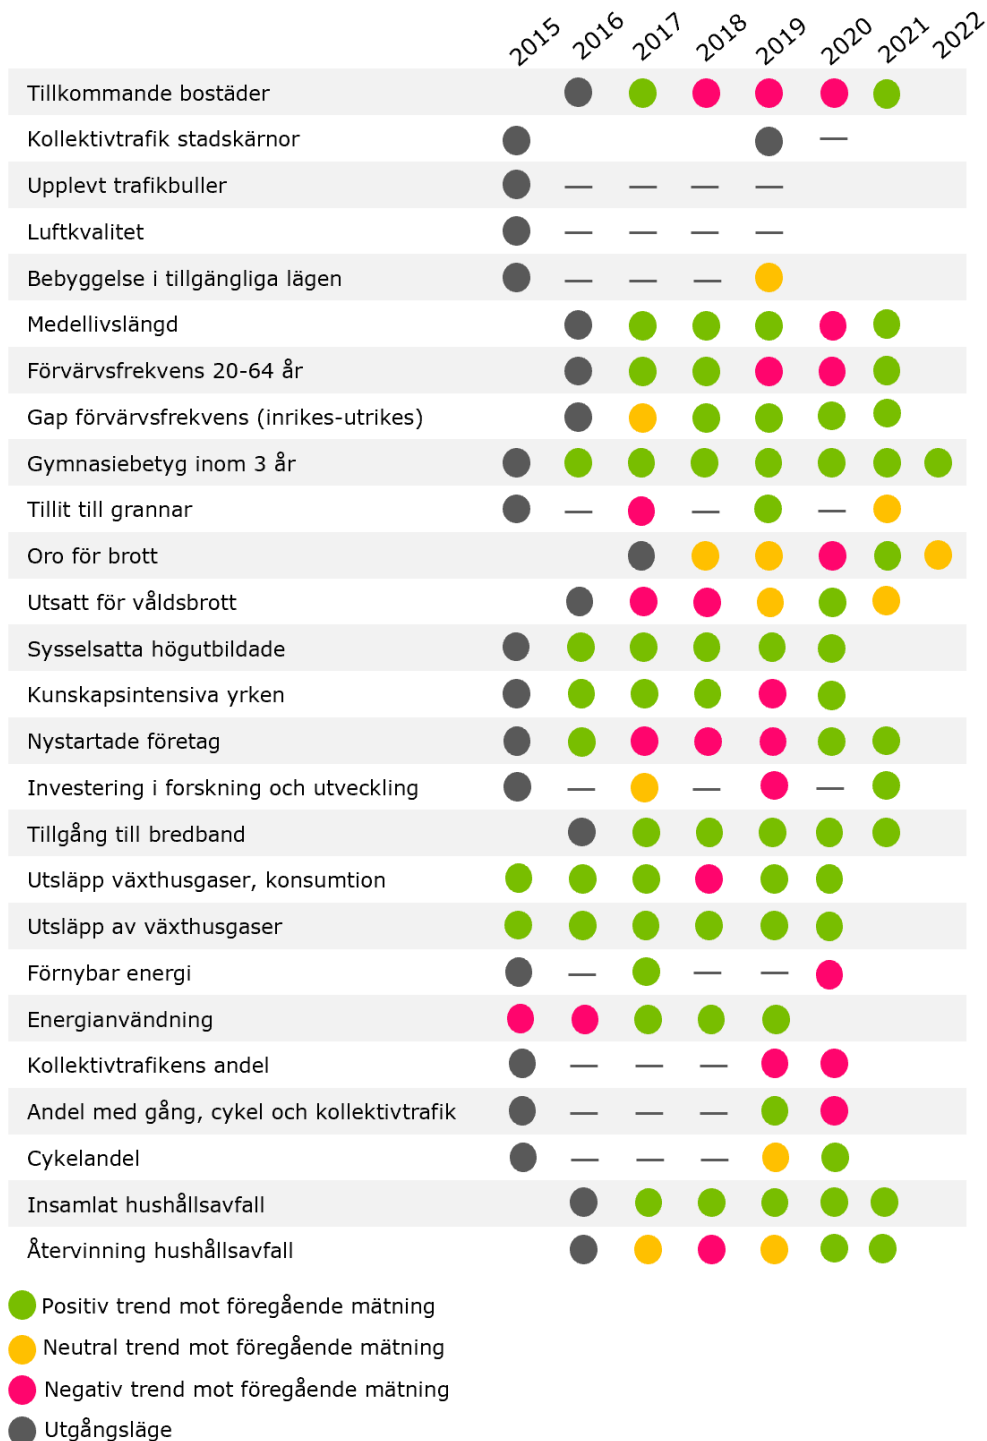 2015 2016 2017 2018 2019 2020 2021 2022
Tillkommande bostäder
Kollektivtrafik stadskärnor
Upplevt trafikbuller
Luftkvalitet
Bebyggelse i tillgängliga lägen
Medellivslängd
Förvärvsfrekvens 20-64 år
Gap förvärvsfrekvens (inrikes-utrikes)
Gymnasiebetyg inom 3 år
Tillit till grannar
Oro för brott
Utsatt för våldsbrott
Sysselsatta högutbildade
Kunskapsintensiva yrken
Nystartade företag
Investering i forskning och utveckling
Tillgång till bredband
Utsläpp växthusgaser, konsumtion
Utsläpp av växthusgaser
Förnybar energi
Energianvändning
Kollektivtrafikens andel
Andel med gång, cykel och kollektivtrafik
Cykelandel
Insamlat hushållsavfall
Återvinning hushållsavfall
Positiv trend mot föregående mätning
Neutral trend mot föregående mätning
Negativ trend mot föregående mätning
Utgångsläge